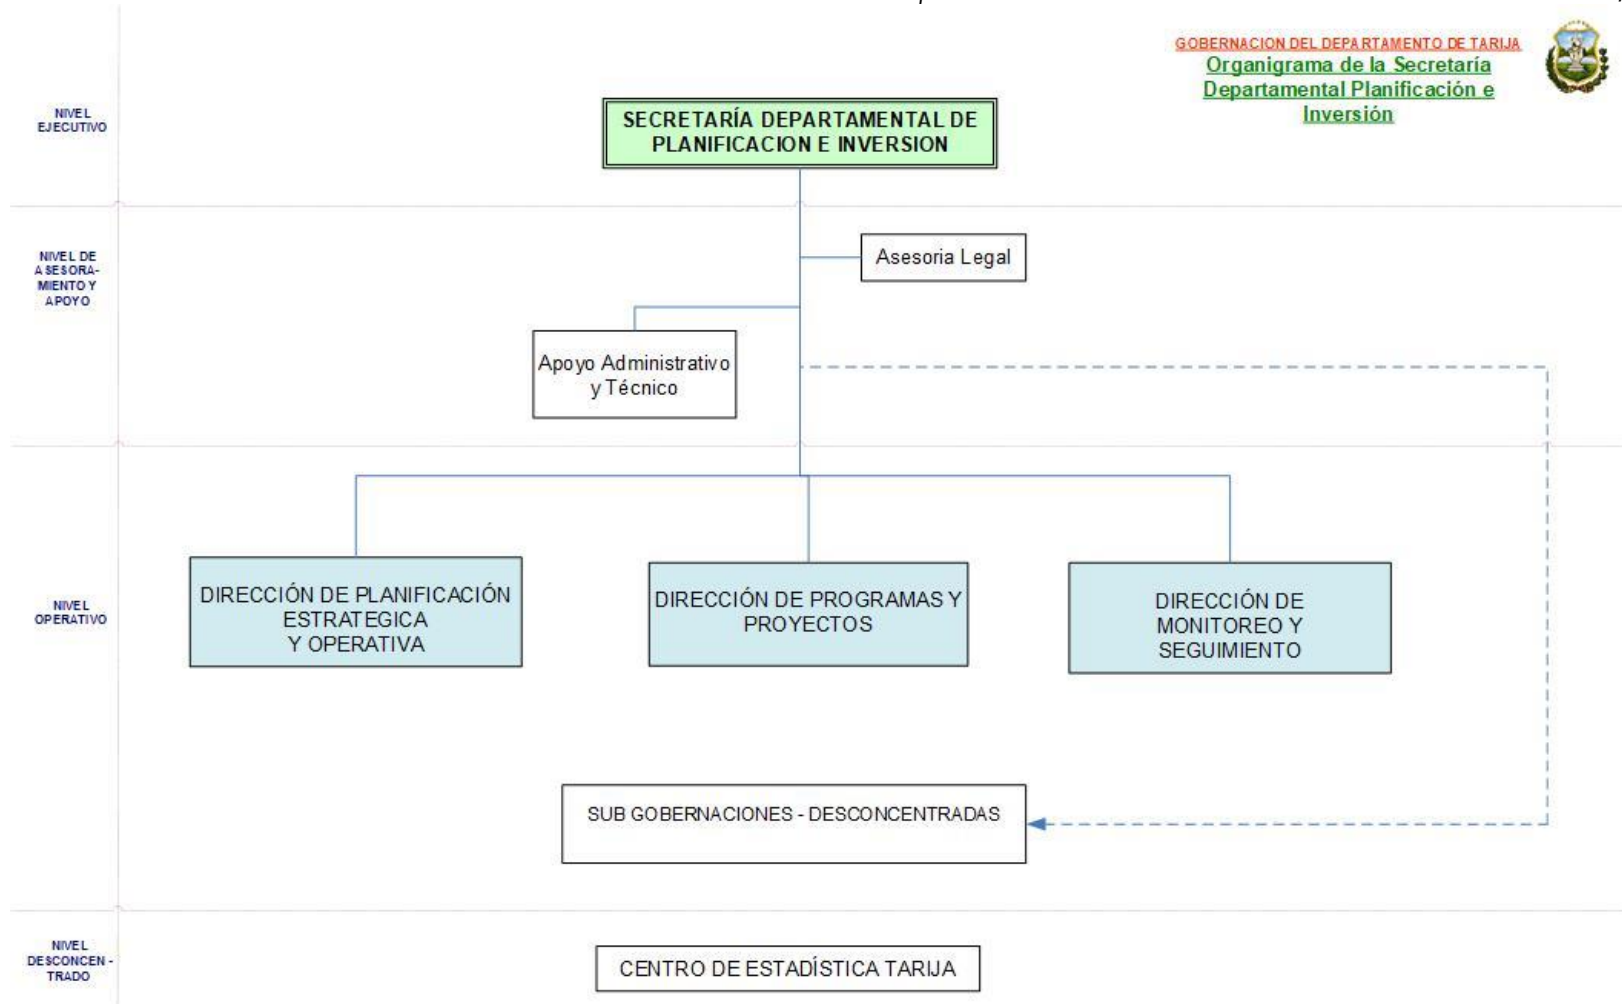 GOBERNACION DEL DEPARTAMENTO DE TARIJA
Organigrama de la Secretaría
Departamental Planificación e
Inversión
NIVEL
EJECUTIVO
SECRETARÍA DEPARTAMENTAL DE
PLANIFICACION E INVERSION
NIVEL DE
ASESORA-
MIENTO Y
APOYO
Asesoria Legal
Apoyo Administrativo
y Técnico
NIVEL
OPERATIVO
DIRECCIÓN DE PLANIFICACIÓN
ESTRATEGICA
Y OPERATIVA
DIRECCIÓN DE PROGRAMAS Y
PROYECTOS
DIRECCIÓN DE
MONITOREO Y
SEGUIMIENTO
SUB GOBERNACIONES - DESCONCENTRADAS
NIVEL
DESCONCEN -
TRADO
CENTRO DE ESTADÍSTICA TARIJA